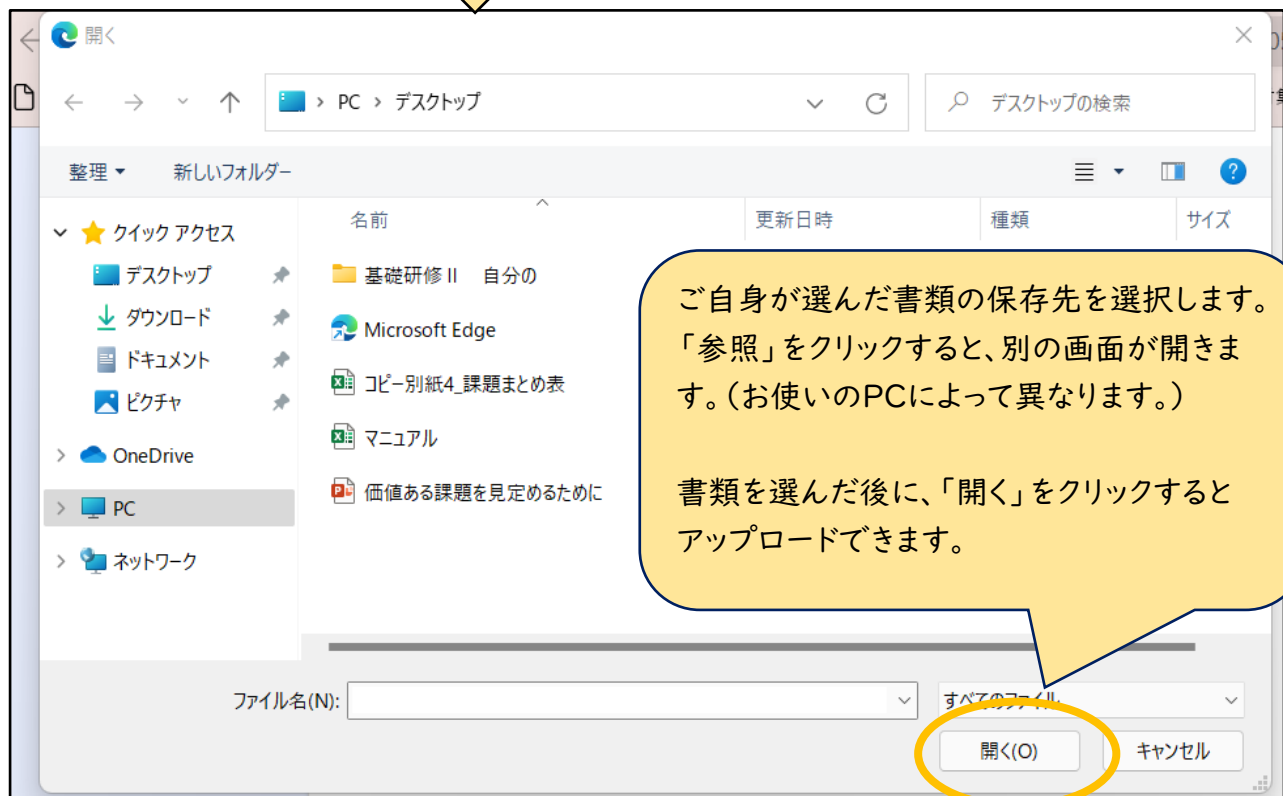 開く
PC > デスクトップ
デスクトップの検索
整理
新しいフォルダー
名前
更新日時
種類
サイズ
クイック アクセス
デスクトップ
ダウンロード
ドキュメント
ピクチャ
OneDrive
PC
ネットワーク
基礎研修Ⅱ　自分の
Microsoft Edge
コピー別紙4_課題まとめ表
マニュアル
価値ある課題を見定めるために
ご自身が選んだ書類の保存先を選択します。
「参照」をクリックすると、別の画面が開きま
す。（お使いのPCによって異なります。）
書類を選んだ後に、「開く」をクリックすると
アップロードできます。
ファイル名(N):
すべてのファイル
開く(O)
キャンセル